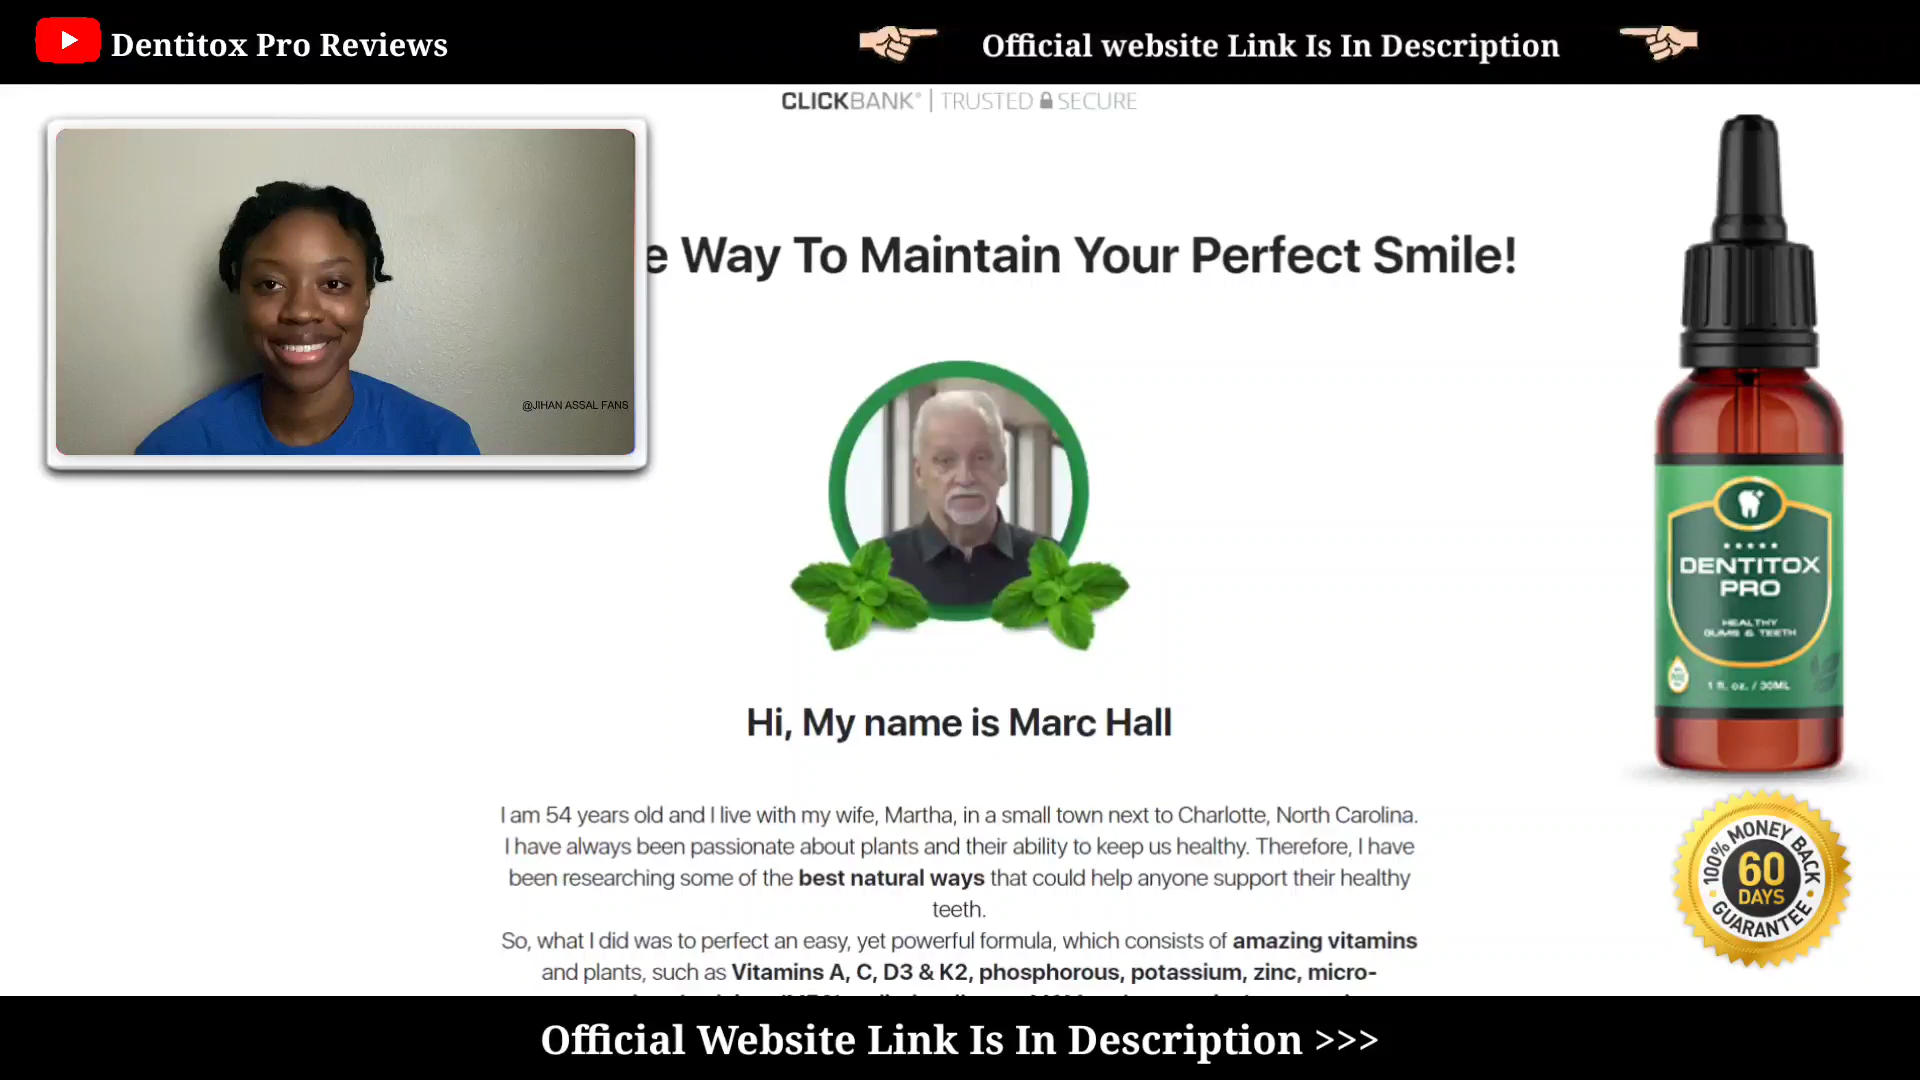 Dentitox Pro Reviews
Official website Link Is In Description
CLICKBANK® | TRUSTED SECURE
e Way To Maintain Your Perfect Smile!
@JIHAN ASSAL FANS
DENTITOX
PRO
HEALTHY
GUMS & TEETH
1 fl. oz. / 30ML
Hi, My name is Marc Hall
I am 54 years old and I live with my wife, Martha, in a small town next to Charlotte, North Carolina.
I have always been passionate about plants and their ability to keep us healthy. Therefore, I have
been researching some of the best natural ways that could help anyone support their healthy
teeth.
So, what I did was to perfect an easy, yet powerful formula, which consists of amazing vitamins
and plants, such as Vitamins A, C, D3 & K2, phosphorous, potassium, zinc, micro-
100% MONEY BACK
60
DAYS
GUARANTEE
Official Website Link Is In Description >>>